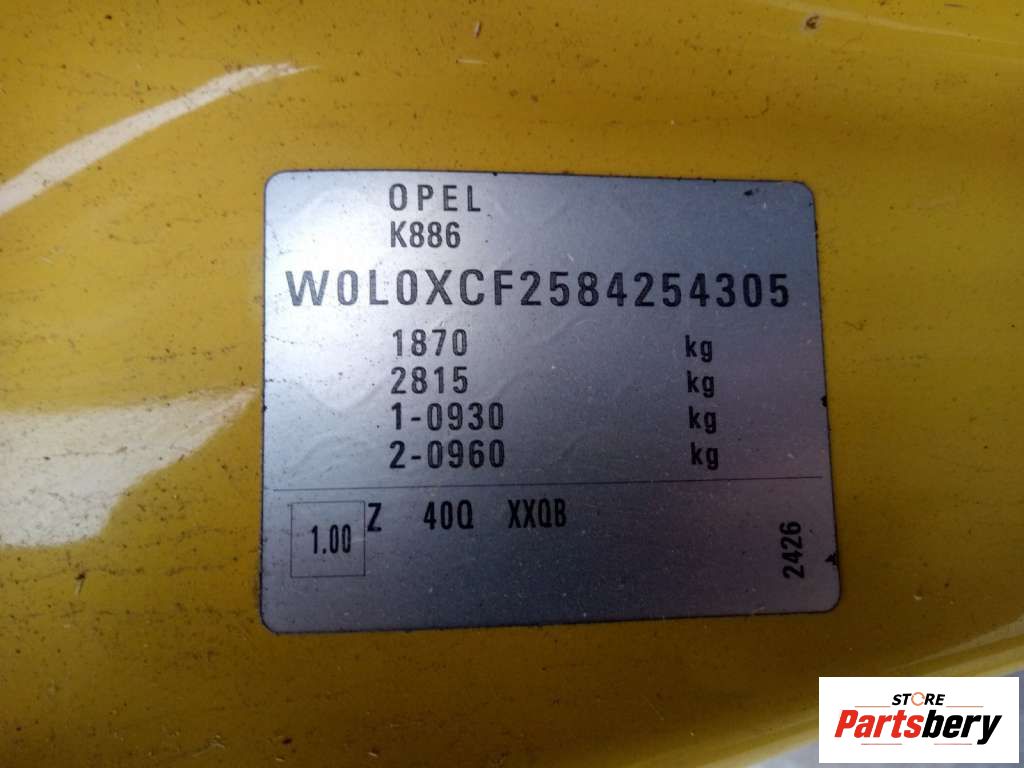 OPEL
K886
W0L0XCF2584254305
1870 kg
2815 kg
1-0930 kg
2-0960 kg
1.00 Z 40Q XXQB
2426
STORE
Partsbery